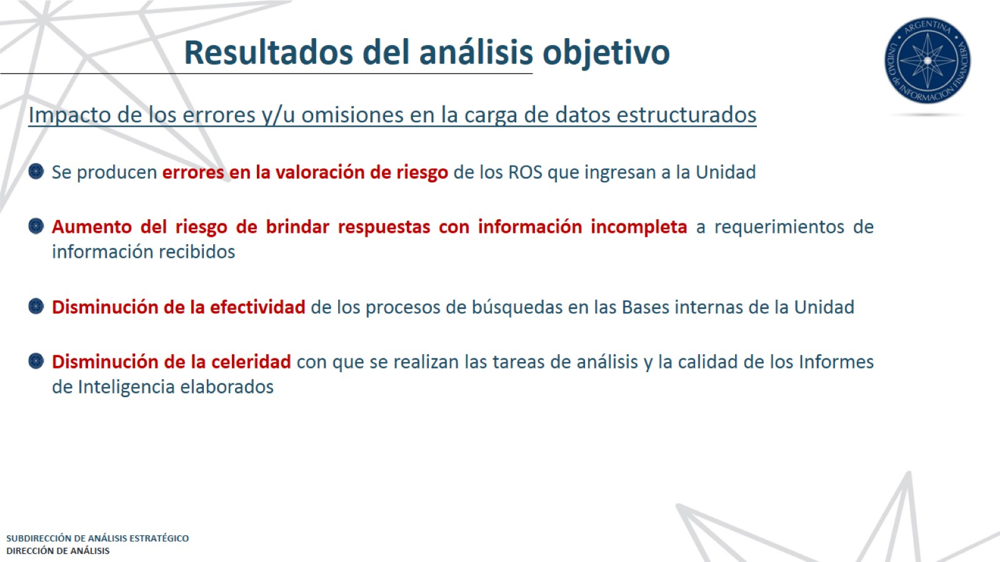 Resultados del análisis objetivo
ARGENTINA
UNIDAD de INFORMACION FINANCIERA
Impacto de los errores y/u omisiones en la carga de datos estructurados
Se producen errores en la valoración de riesgo de los ROS que ingresan a la Unidad
Aumento del riesgo de brindar respuestas con información incompleta a requerimientos de
información recibidos
Disminución de la efectividad de los procesos de búsquedas en las Bases internas de la Unidad
Disminución de la celeridad con que se realizan las tareas de análisis y la calidad de los Informes
de Inteligencia elaborados
SUBDIRECCIÓN DE ANÁLISIS ESTRATÉGICO
DIRECCIÓN DE ANÁLISIS